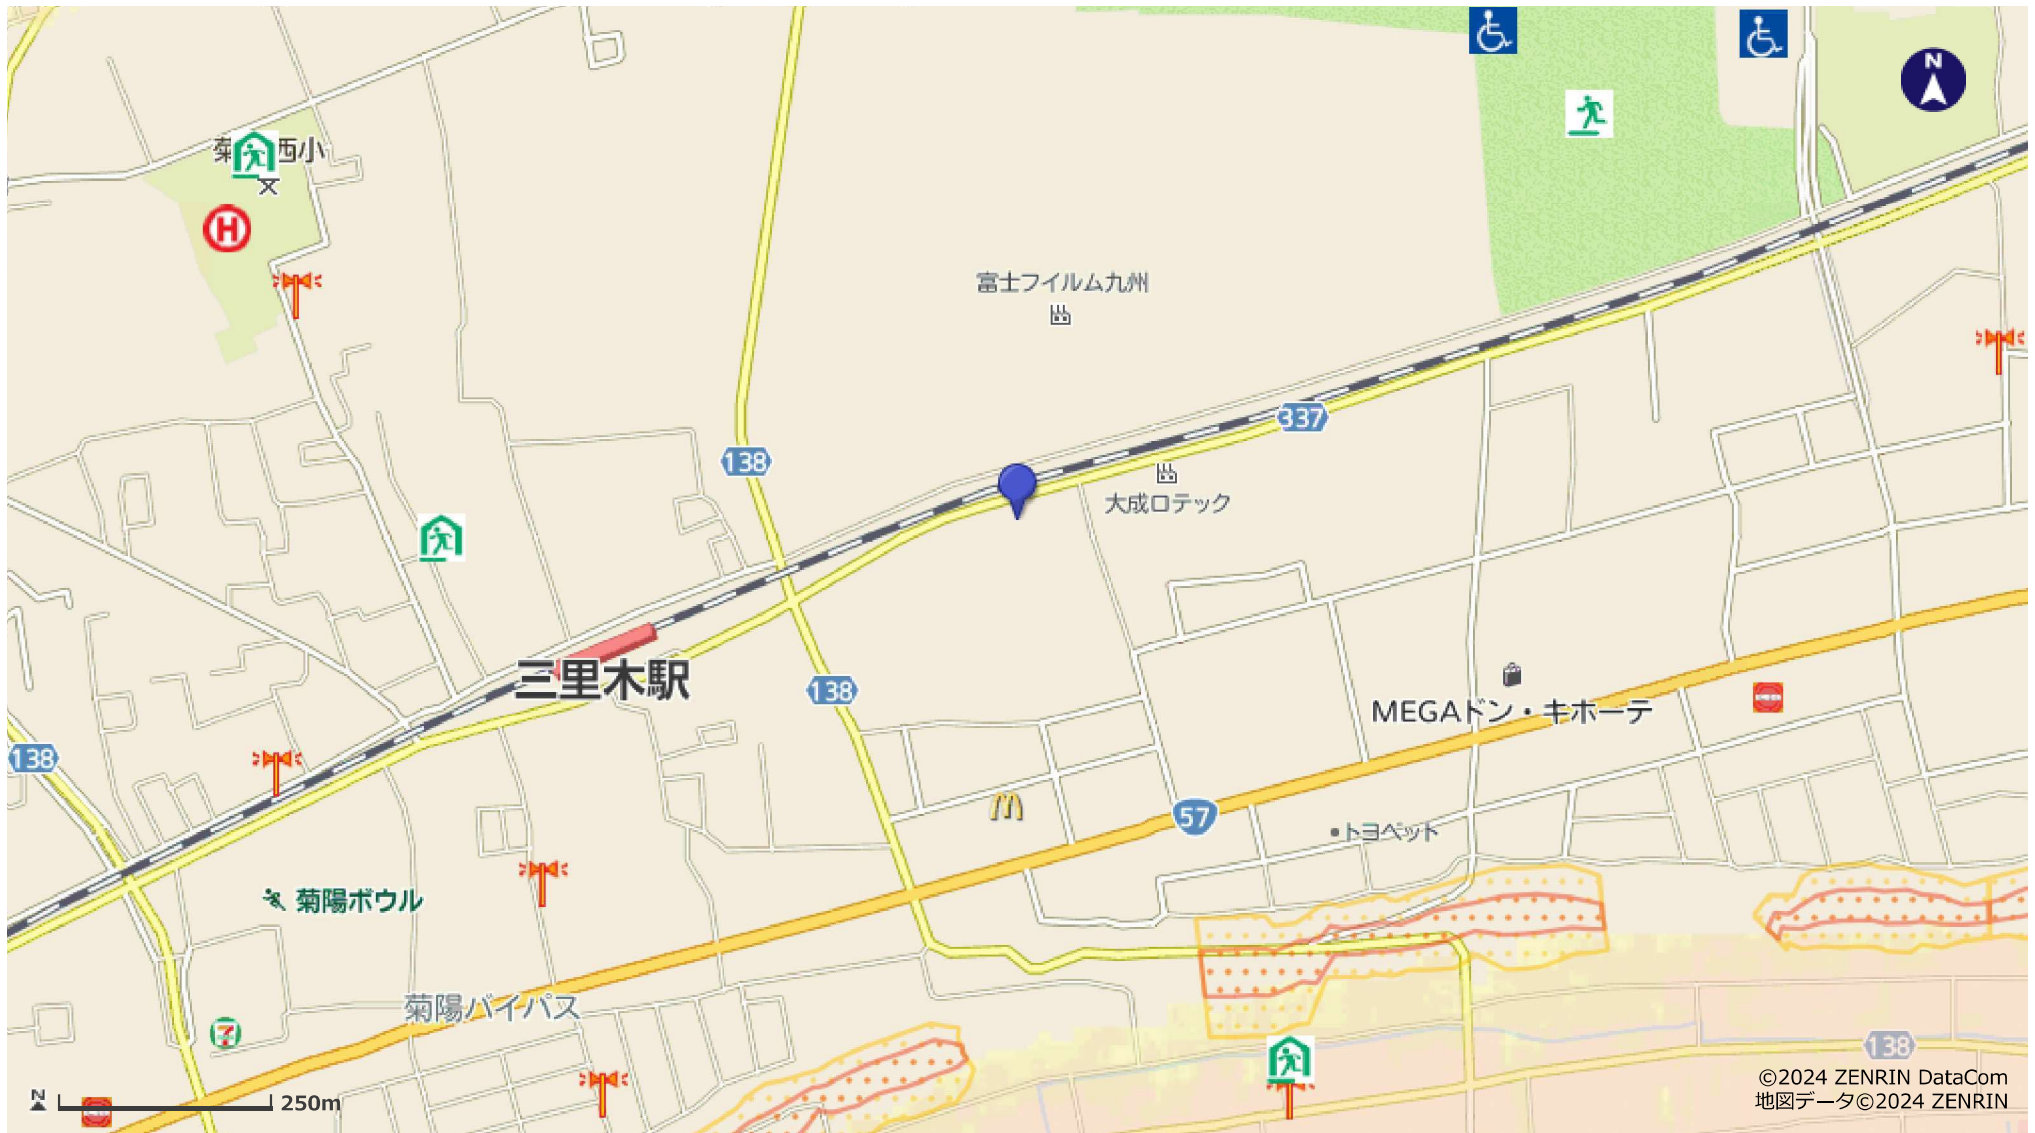 N
西小
H
富士フイルム九州
337
138
大成ロテック
三里木駅
138
MEGAドン・キホーテ
138
57
トヨペット
菊陽ボウル
菊陽バイパス
7
138
©2024 ZENRIN DataCom
地図データ©2024 ZENRIN
N
250m